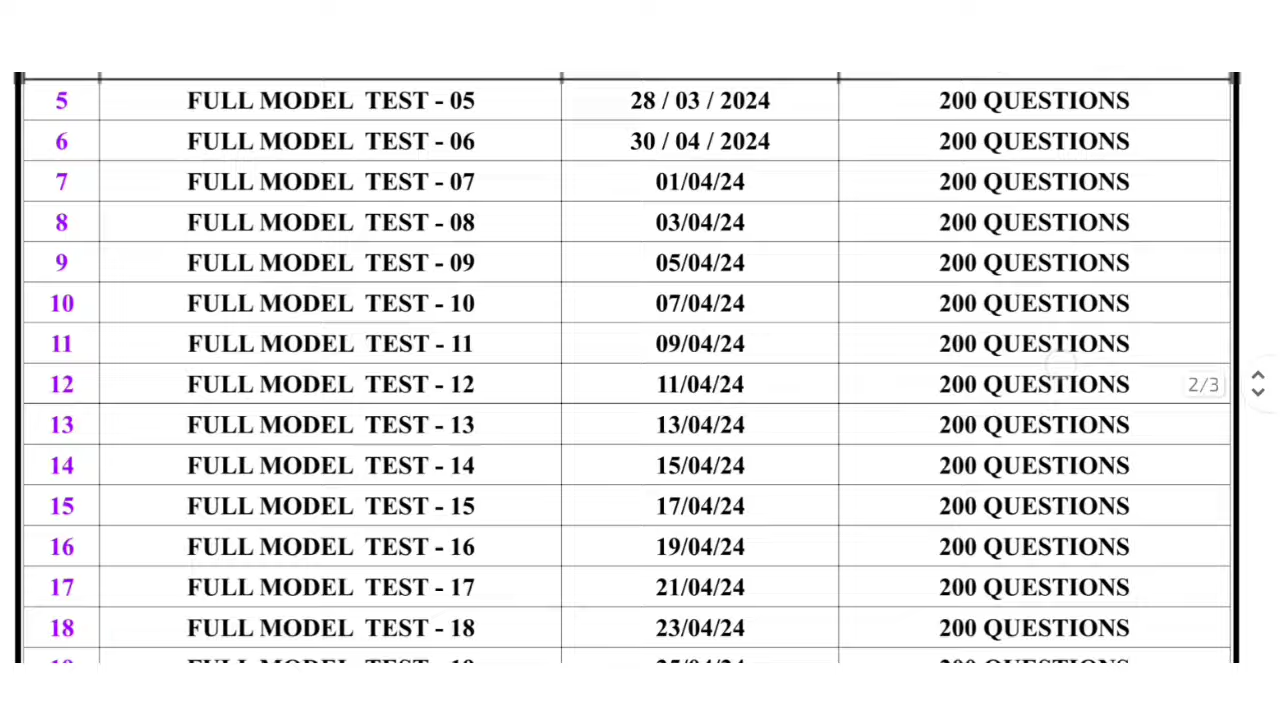 5 FULL MODEL TEST - 05 28 / 03 / 2024 200 QUESTIONS
6 FULL MODEL TEST - 06 30 / 04 / 2024 200 QUESTIONS
7 FULL MODEL TEST - 07 01/04/24 200 QUESTIONS
8 FULL MODEL TEST - 08 03/04/24 200 QUESTIONS
9 FULL MODEL TEST - 09 05/04/24 200 QUESTIONS
10 FULL MODEL TEST - 10 07/04/24 200 QUESTIONS
11 FULL MODEL TEST - 11 09/04/24 200 QUESTIONS
12 FULL MODEL TEST - 12 11/04/24 200 QUESTIONS 2/3
13 FULL MODEL TEST - 13 13/04/24 200 QUESTIONS
14 FULL MODEL TEST - 14 15/04/24 200 QUESTIONS
15 FULL MODEL TEST - 15 17/04/24 200 QUESTIONS
16 FULL MODEL TEST - 16 19/04/24 200 QUESTIONS
17 FULL MODEL TEST - 17 21/04/24 200 QUESTIONS
18 FULL MODEL TEST - 18 23/04/24 200 QUESTIONS